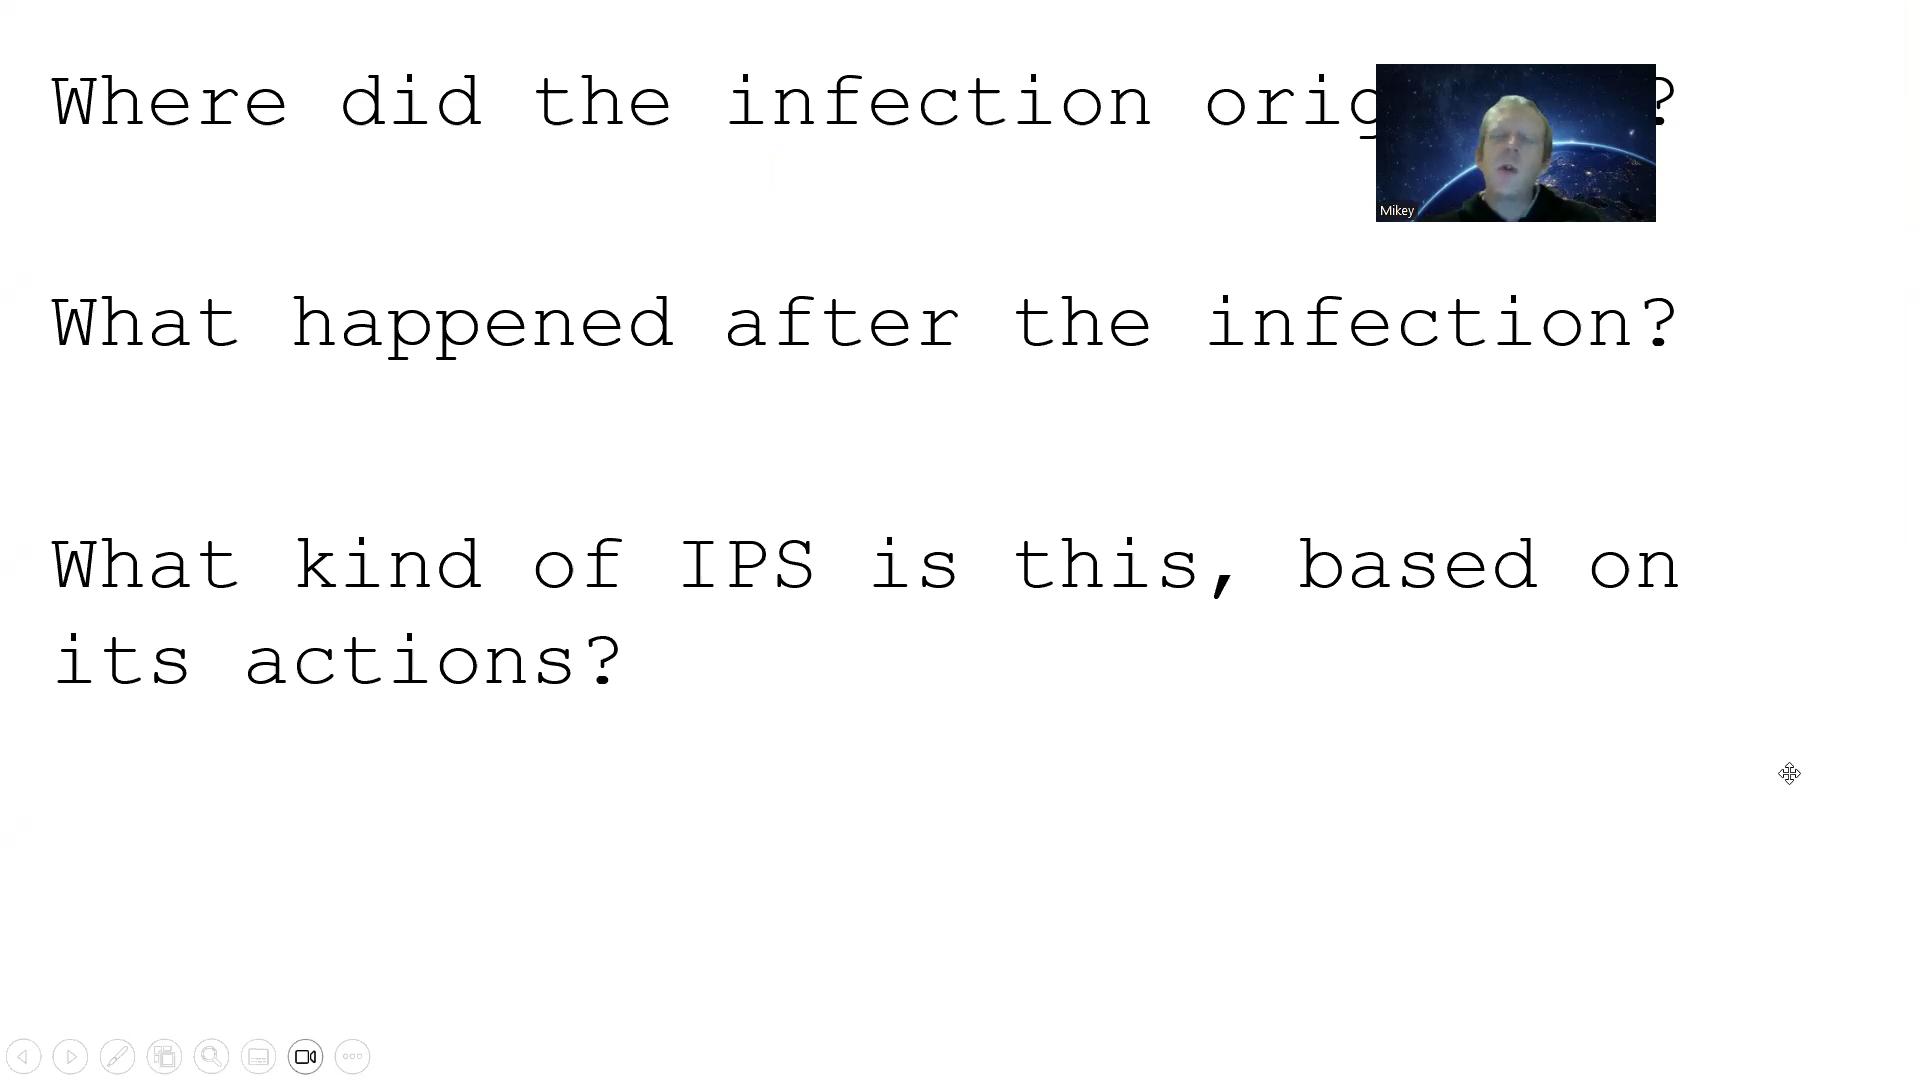 Where did the infection ?
What happened after the infection?
What kind of IPS is this, based on
its actions?
Mikey